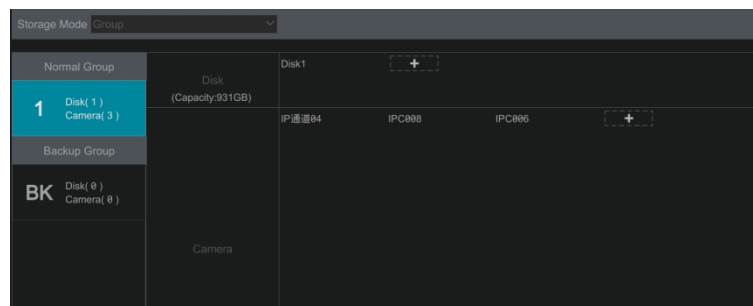 Storage Mode Group
Normal Group
1
Disk( 1 )
Camera( 3 )
Backup Group
BK
Disk( 0 )
Camera( 0 )
Disk
(Capacity:931GB)
Disk1
+
IP通道04 IPC008 IPC006 +
Camera